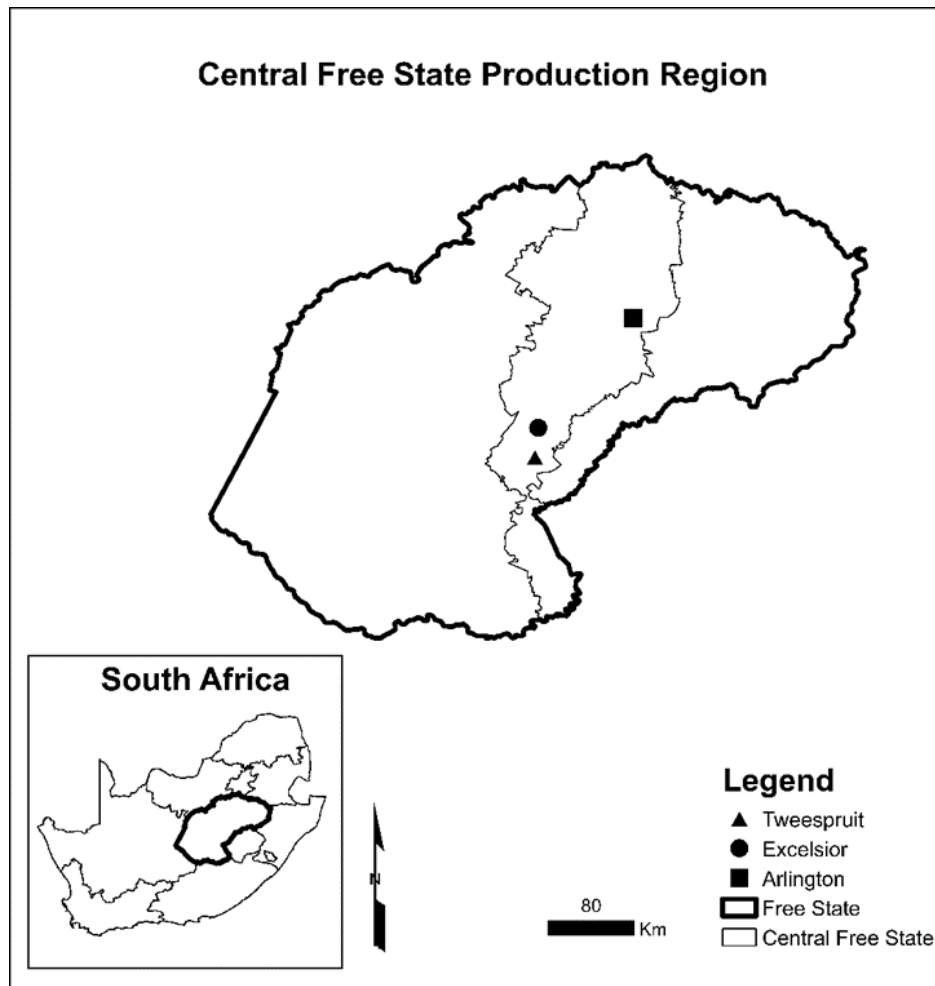 Central Free State Production Region
South Africa
N
80
Km
Legend
Tweespruit
Excelsior
Arlington
Free State
Central Free State